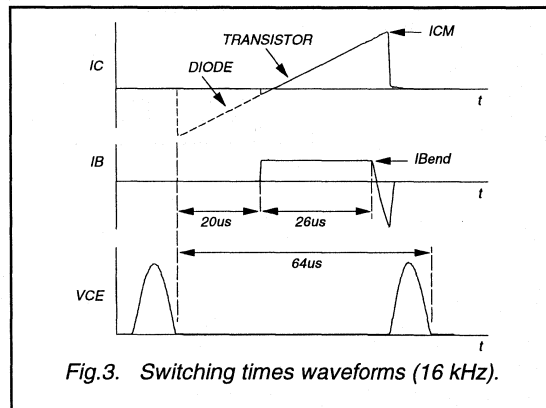 ICM
TRANSISTOR
DIODE
IC
t
IB
IBend
t
20us
26us
64us
VCE
t
Fig.3. Switching times waveforms (16 kHz).